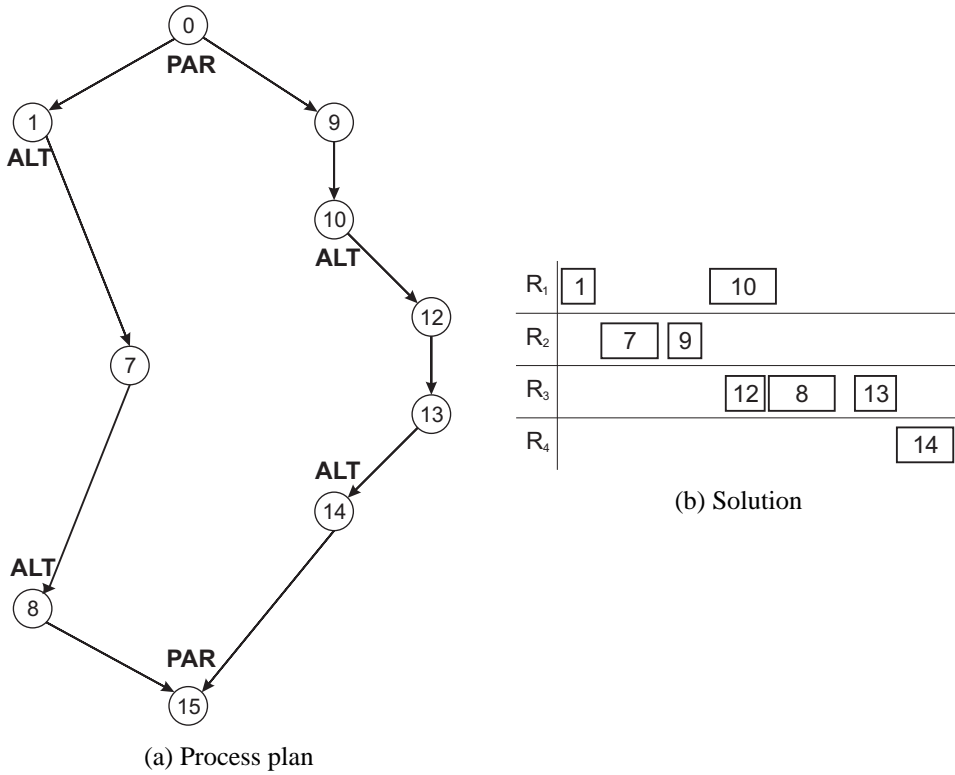 0
PAR
1
9
ALT
10
ALT
12
7
13
ALT
14
ALT
8
PAR
15
(a) Process plan
R1 1 10
R2 7 9
R3 12 8 13
R4 14
(b) Solution